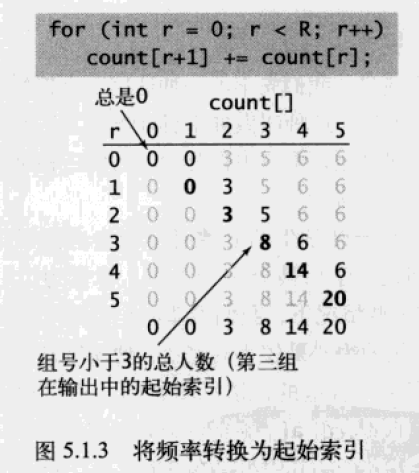 for (int r = 0; r < R; r++)
count[r+1] += count[r];
总是0
count[]
r 0 1 2 3 4 5
0 0 0 3 5 6 6
1 0 0 3 5 6 6
2 0 0 3 5 6 6
3 0 0 3 8 6 6
4 0 0 3 8 14 6
5 0 0 3 8 14 20
0 0 3 8 14 20
组号小于3的总人数（第三组
在输出中的起始索引）
图 5.1.3 将频率转换为起始索引